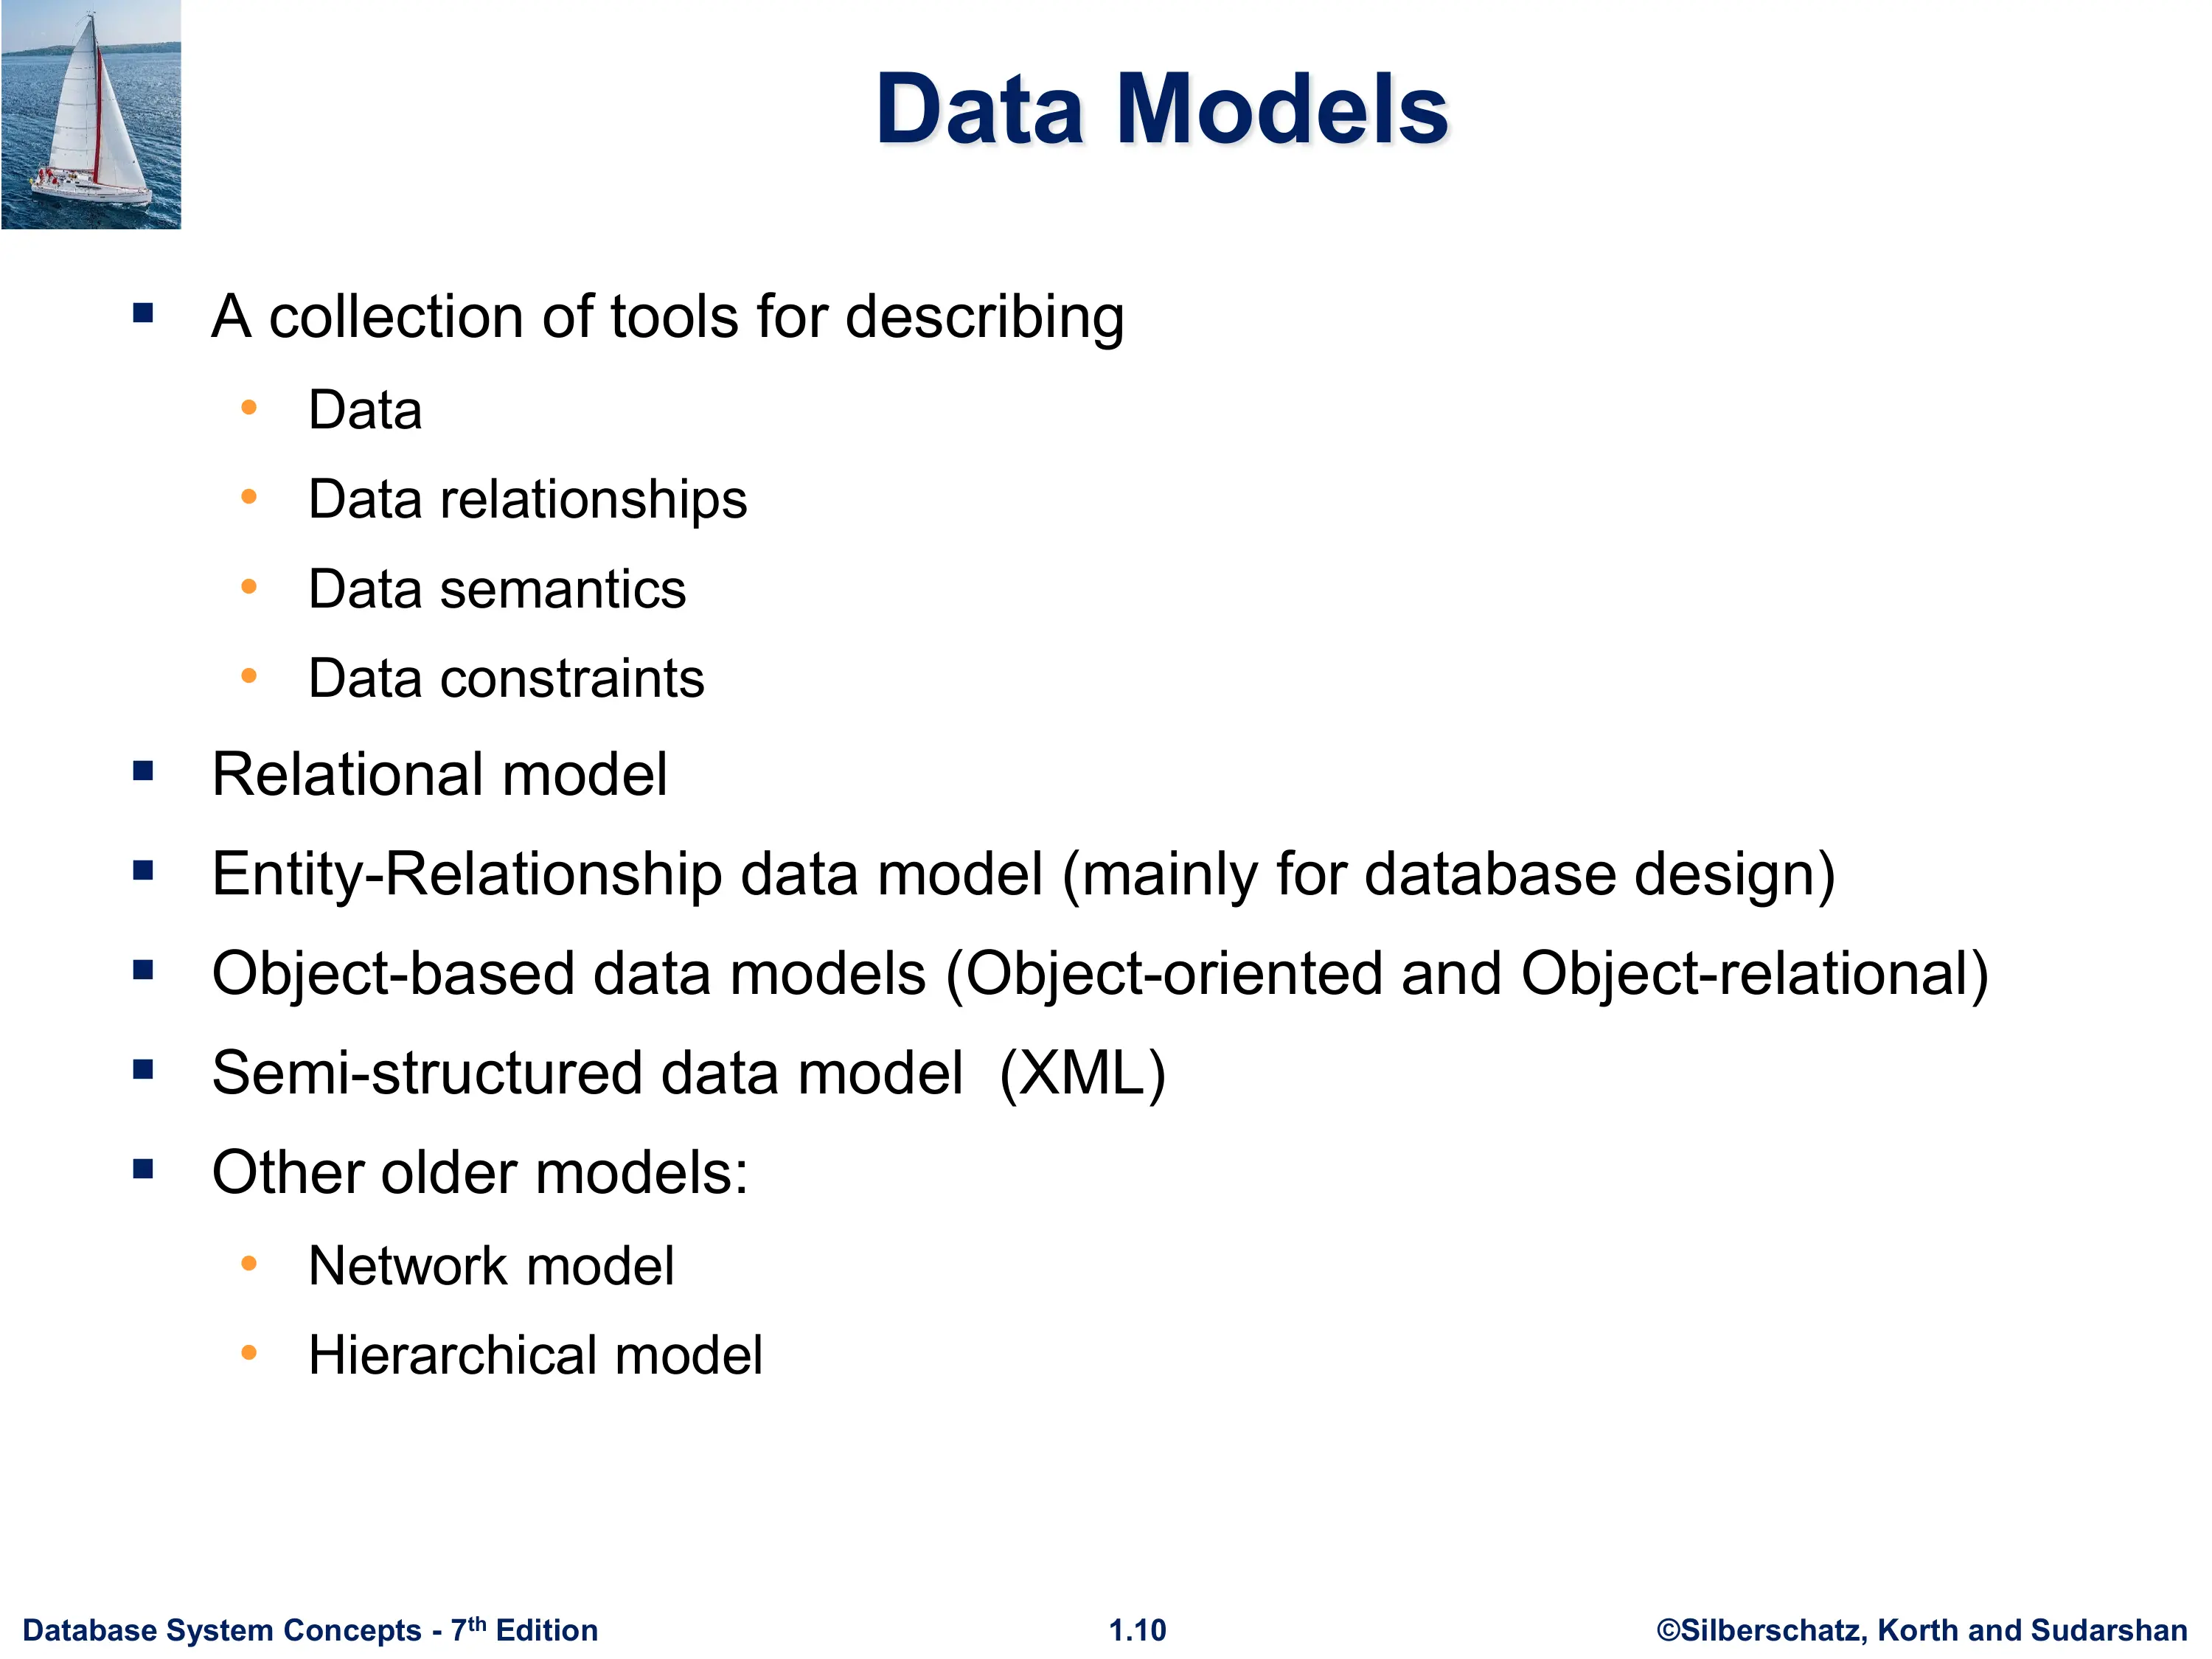 Data Models
▪ A collection of tools for describing
• Data
• Data relationships
• Data semantics
• Data constraints
▪ Relational model
▪ Entity-Relationship data model (mainly for database design)
▪ Object-based data models (Object-oriented and Object-relational)
▪ Semi-structured data model  (XML)
▪ Other older models:
• Network model
• Hierarchical model
Database System Concepts - 7th Edition
1.10
©Silberschatz, Korth and Sudarshan